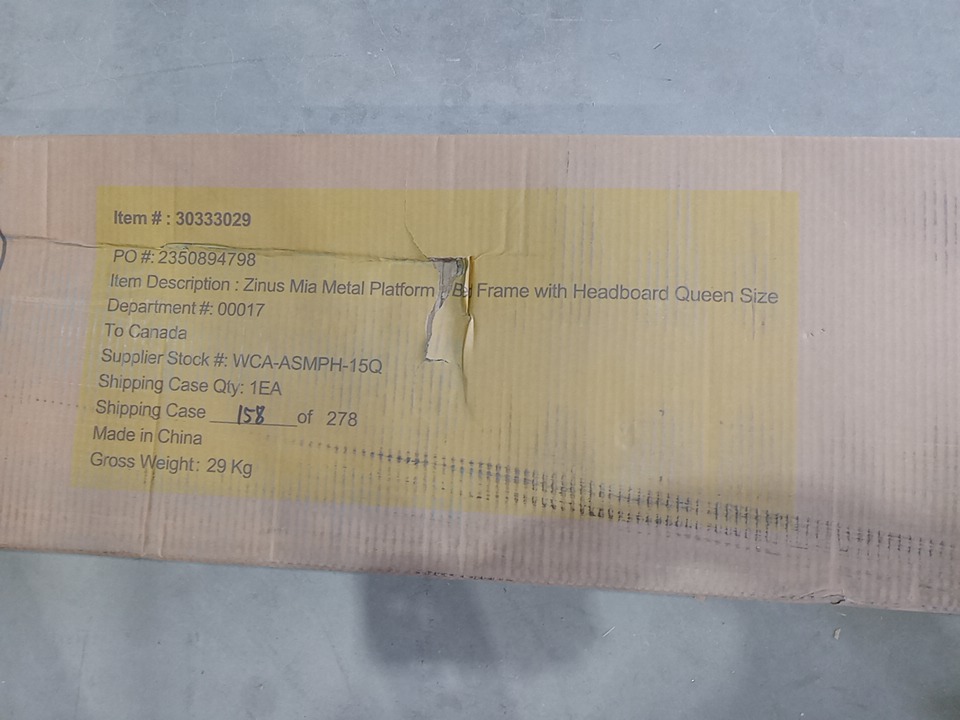 Item # : 30333029
PO #: 2350894798
Item Description : Zinus Mia Metal Platform Frame with Headboard Queen Size
Department #: 00017
To Canada
Supplier Stock #: WCA-ASMPH-15Q
Shipping Case Qty: 1EA
Shipping Case 158 of 278
Made in China
Gross Weight: 29 Kg